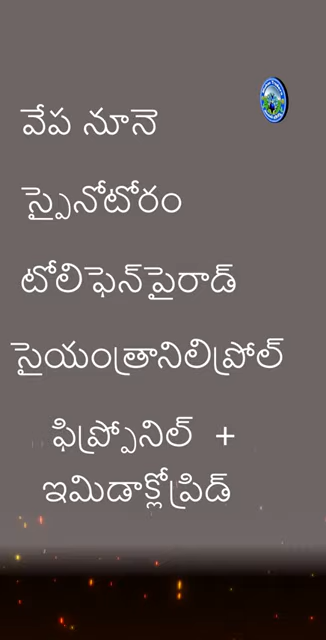 వేప నూనె
స్పైనోటోరం
టోలిఫెన్‌పైరాడ్
సైయంత్రానిలిప్రోల్
ఫిప్ప్రోనిల్ +
ఇమిడాక్లోప్రిడ్